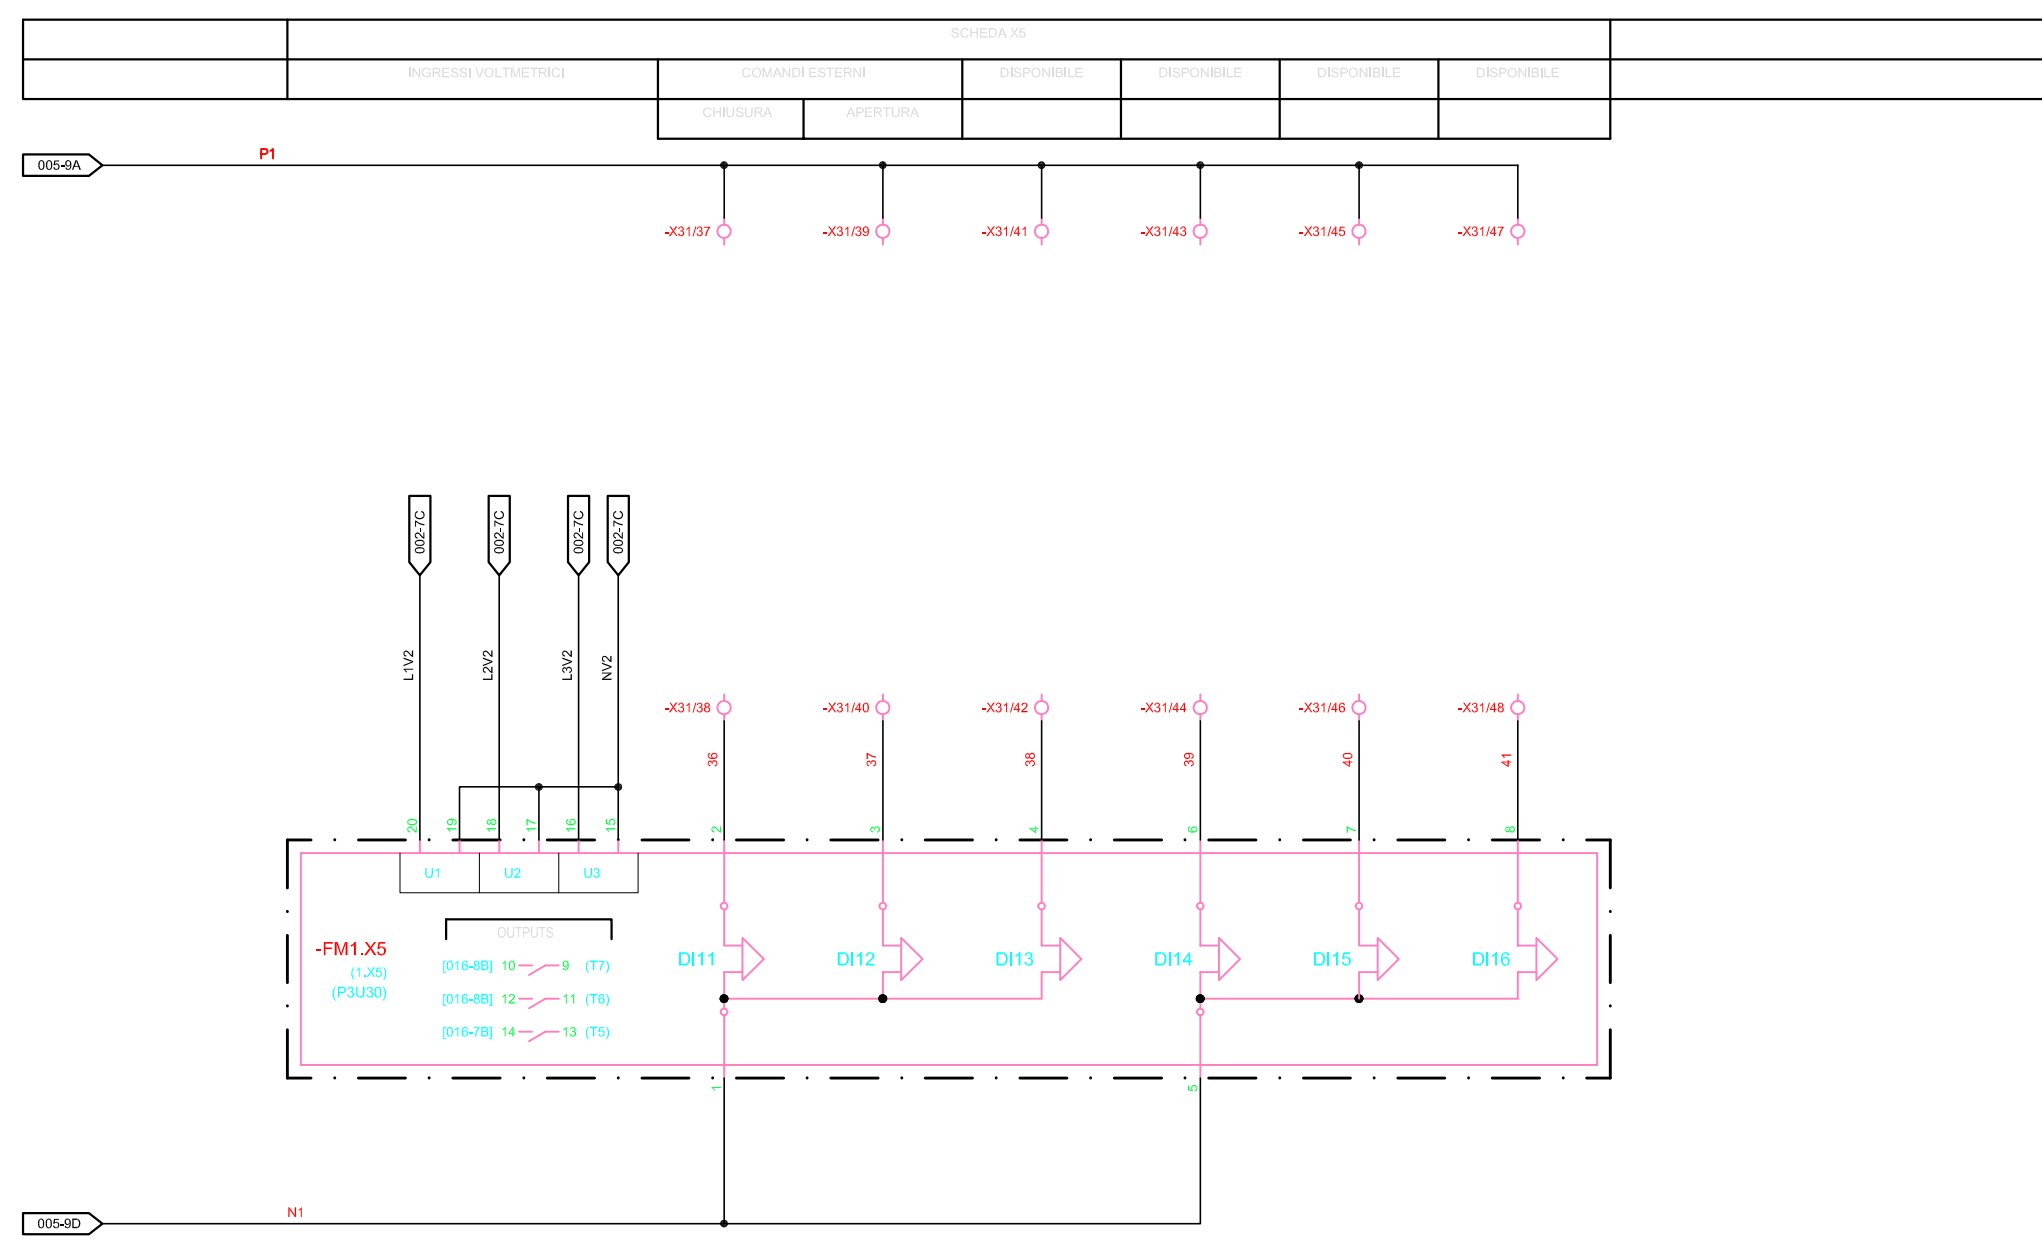 SCHEDA X5
INGRESSI VOLTMETRICI COMANDI ESTERNI DISPONIBILE DISPONIBILE DISPONIBILE DISPONIBILE
CHIUSURA APERTURA
005-9A P1
-X31/37 -X31/39 -X31/41 -X31/43 -X31/45 -X31/47
002-7C 002-7C 002-7C 002-7C
L1V2 L2V2 L3V2 NV2
-X31/38 -X31/40 -X31/42 -X31/44 -X31/46 -X31/48
36 37 38 39 40 41
20 19 18 17 16 15 2 3 4 6 7 8
U1 U2 U3
OUTPUTS
-FM1.X5
(1.X5)
(P3U30)
[016-8B] 10 9 (T7)
[016-8B] 12 11 (T6)
[016-7B] 14 13 (T5)
DI11 DI12 DI13 DI14 DI15 DI16
1 5
005-9D N1